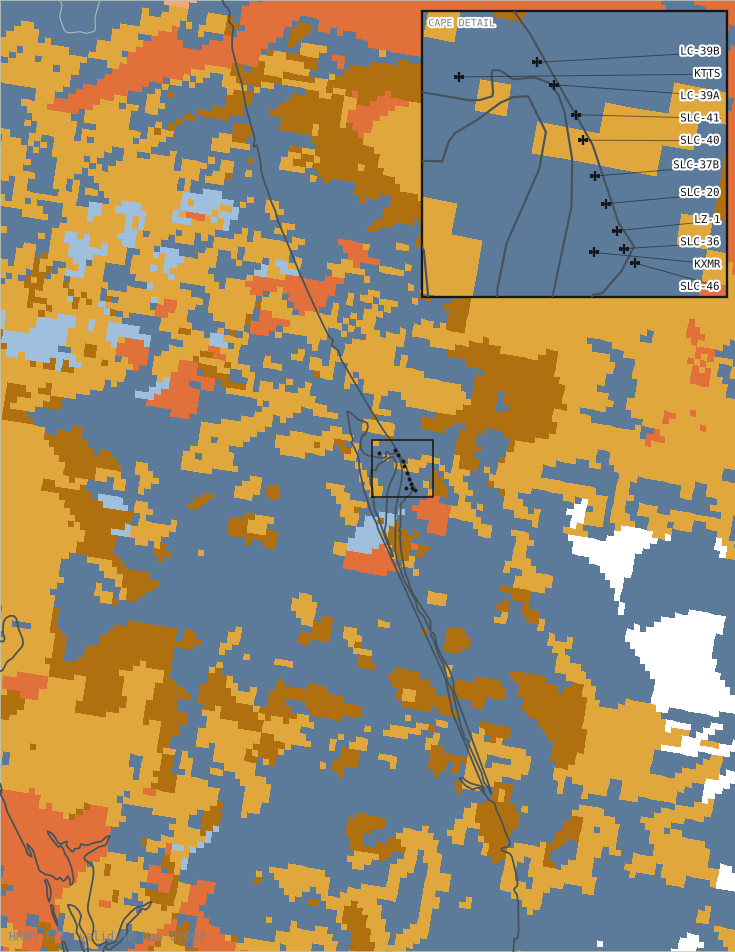 CAPE DETAIL
LC-39B
KTTS
LC-39A
SLC-41
SLC-40
SLC-37B
SLC-20
LZ-1
SLC-36
KXMR
SLC-46